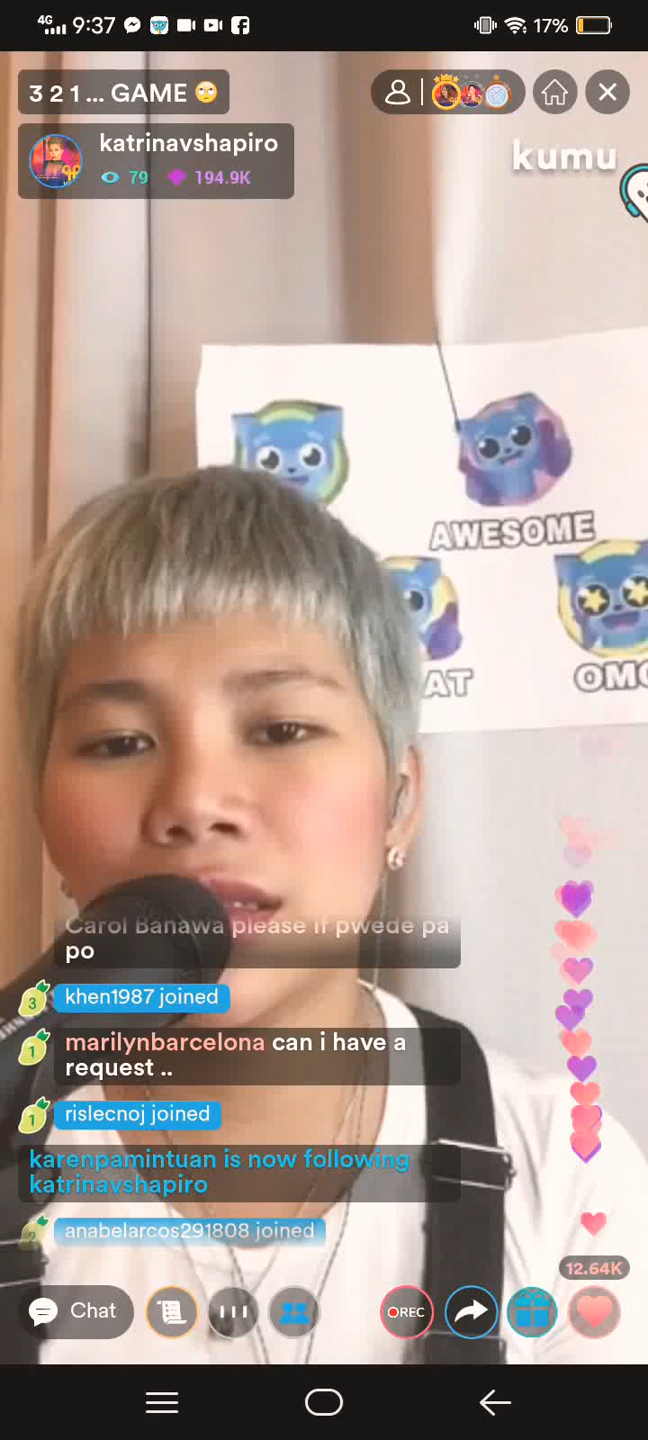 4G 9:37 17%
3 2 1 ... GAME 🙄
katrinavshapiro
79 194.9K
kumu
AWESOME
AT
OMG
Carol Banawa please if pwede pa
po
3 khen1987 joined
1 marilynbarcelona can i have a
request ..
1 rislecnoj joined
karenpamintuan is now following
katrinavshapiro
2 anabelarcos291808 joined
12.64K
Chat
REC